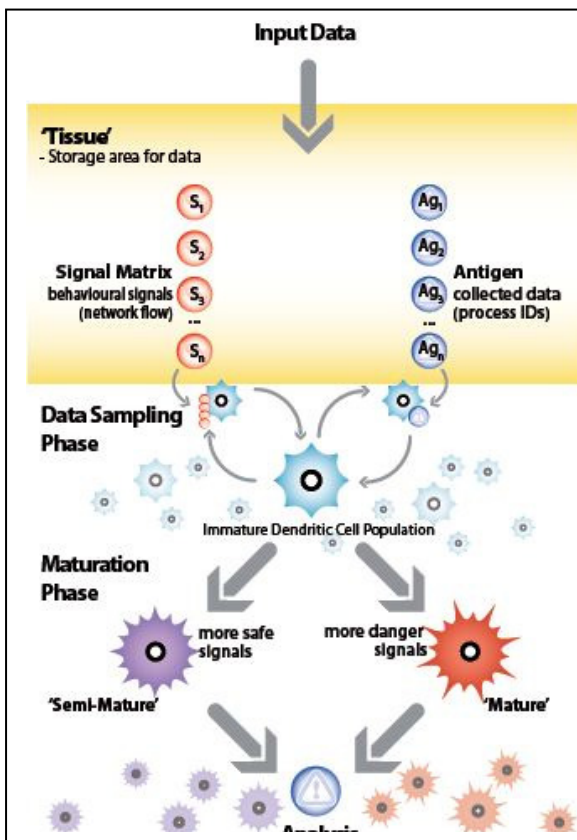 Input Data
'Tissue'
- Storage area for data
S1
S2
S3
...
Sn
Signal Matrix
behavioural signals
(network flow)
Ag1
Ag2
Ag3
...
Agn
Antigen
collected data
(process IDs)
Data Sampling
Phase
Immature Dendritic Cell Population
Maturation
Phase
more safe
signals
more danger
signals
'Semi-Mature'
'Mature'
Analysis